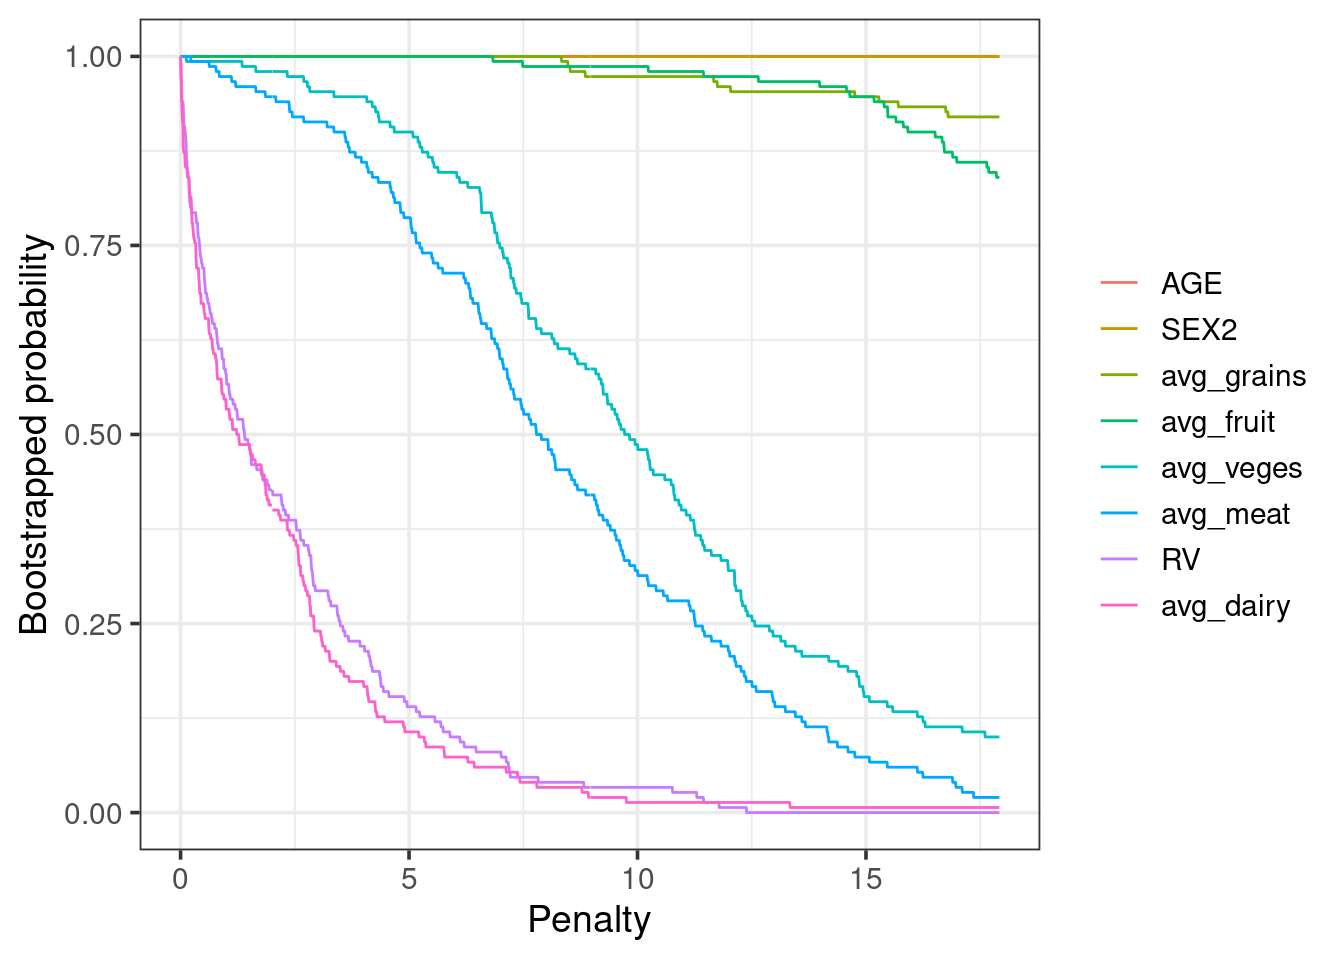 1.00
0.75
0.50
0.25
0.00
Bootstrapped probability
0
5
10
15
Penalty
AGE
SEX2
avg_grains
avg_fruit
avg_veges
avg_meat
RV
avg_dairy